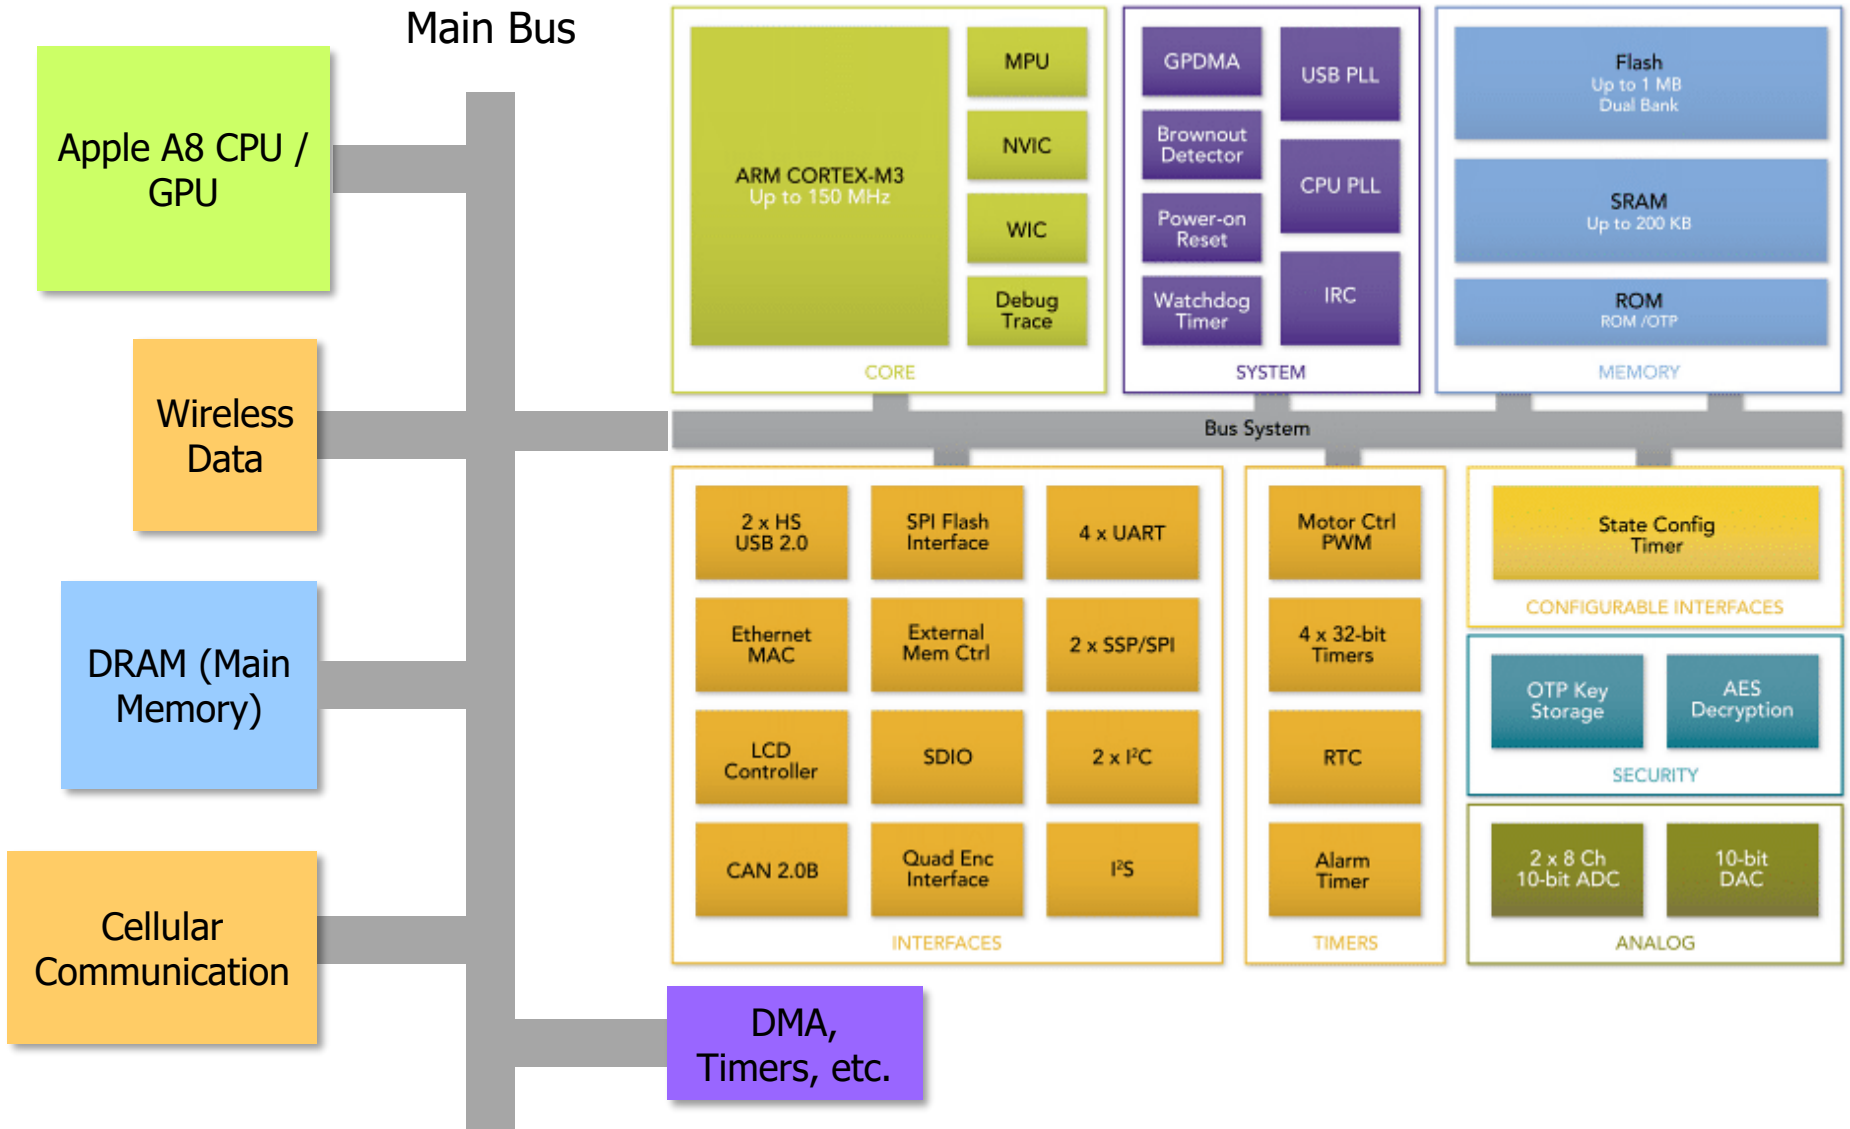 Main Bus
Apple A8 CPU /
GPU
Wireless
Data
DRAM (Main
Memory)
Cellular
Communication
DMA,
Timers, etc.
ARM CORTEX-M3
Up to 150 MHz
MPU
NVIC
WIC
Debug
Trace
CORE
GPDMA
Brownout
Detector
Power-on
Reset
Watchdog
Timer
USB PLL
CPU PLL
IRC
SYSTEM
Flash
Up to 1 MB
Dual Bank
SRAM
Up to 200 KB
ROM
ROM /OTP
MEMORY
Bus System
2 x HS
USB 2.0
SPI Flash
Interface
4 x UART
Ethernet
MAC
External
Mem Ctrl
2 x SSP/SPI
LCD
Controller
SDIO
2 x I²C
CAN 2.0B
Quad Enc
Interface
I²S
INTERFACES
Motor Ctrl
PWM
4 x 32-bit
Timers
RTC
Alarm
Timer
TIMERS
State Config
Timer
CONFIGURABLE INTERFACES
OTP Key
Storage
AES
Decryption
SECURITY
2 x 8 Ch
10-bit ADC
10-bit
DAC
ANALOG